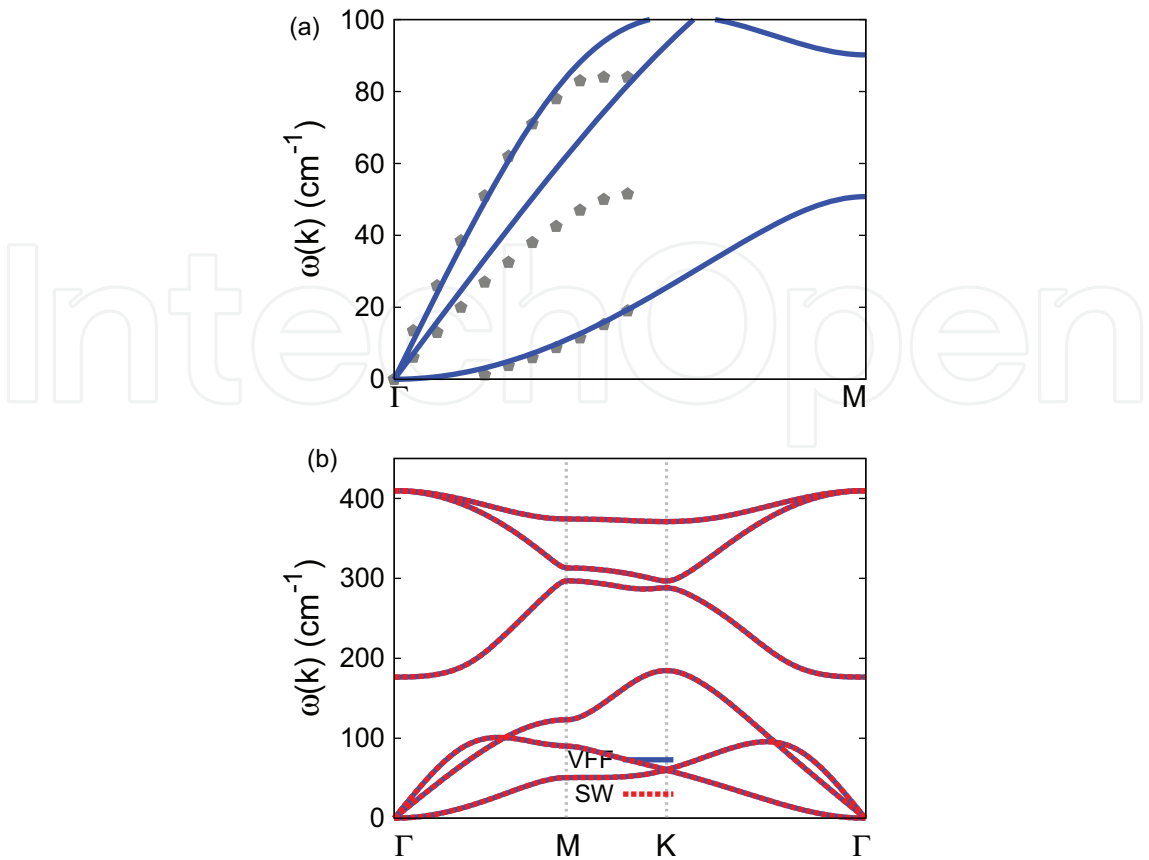 (a)
100
80
60
40
20
0
ω(k) (cm⁻¹)
Γ M
IntechOpen
(b)
400
300
200
100
0
ω(k) (cm⁻¹)
VFF
SW
Γ M K Γ